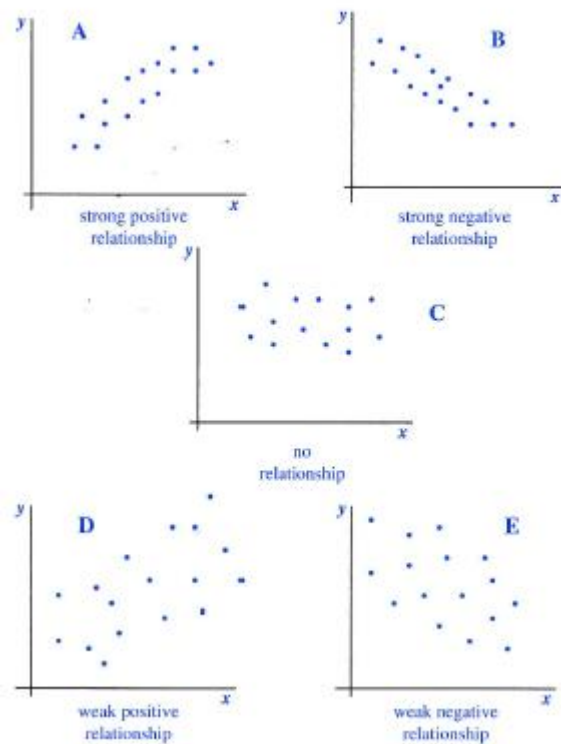 y
A
x
strong positive
relationship
y
B
x
strong negative
relationship
y
C
x
no
relationship
y
D
x
weak positive
relationship
y
E
x
weak negative
relationship